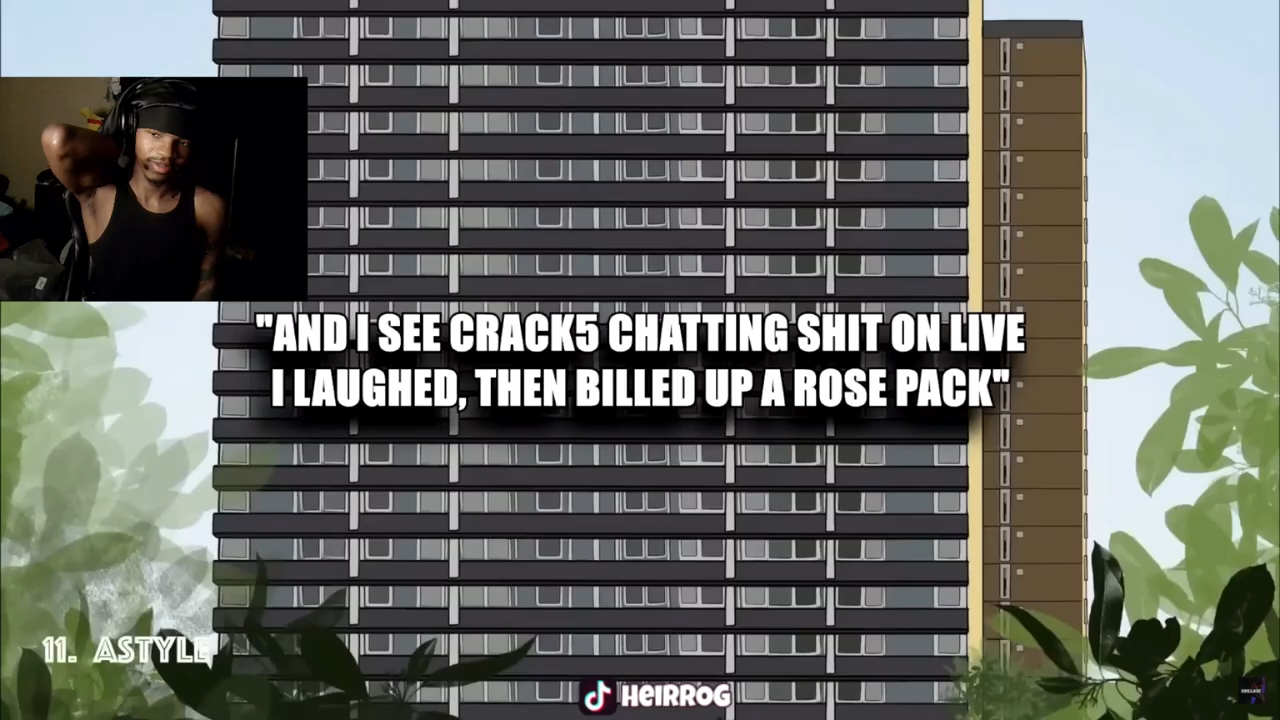 "AND I SEE CRACK5 CHATTING SHIT ON LIVE
I LAUGHED, THEN BILLED UP A ROSE PACK"
11. ASTYLE
HEIRROG